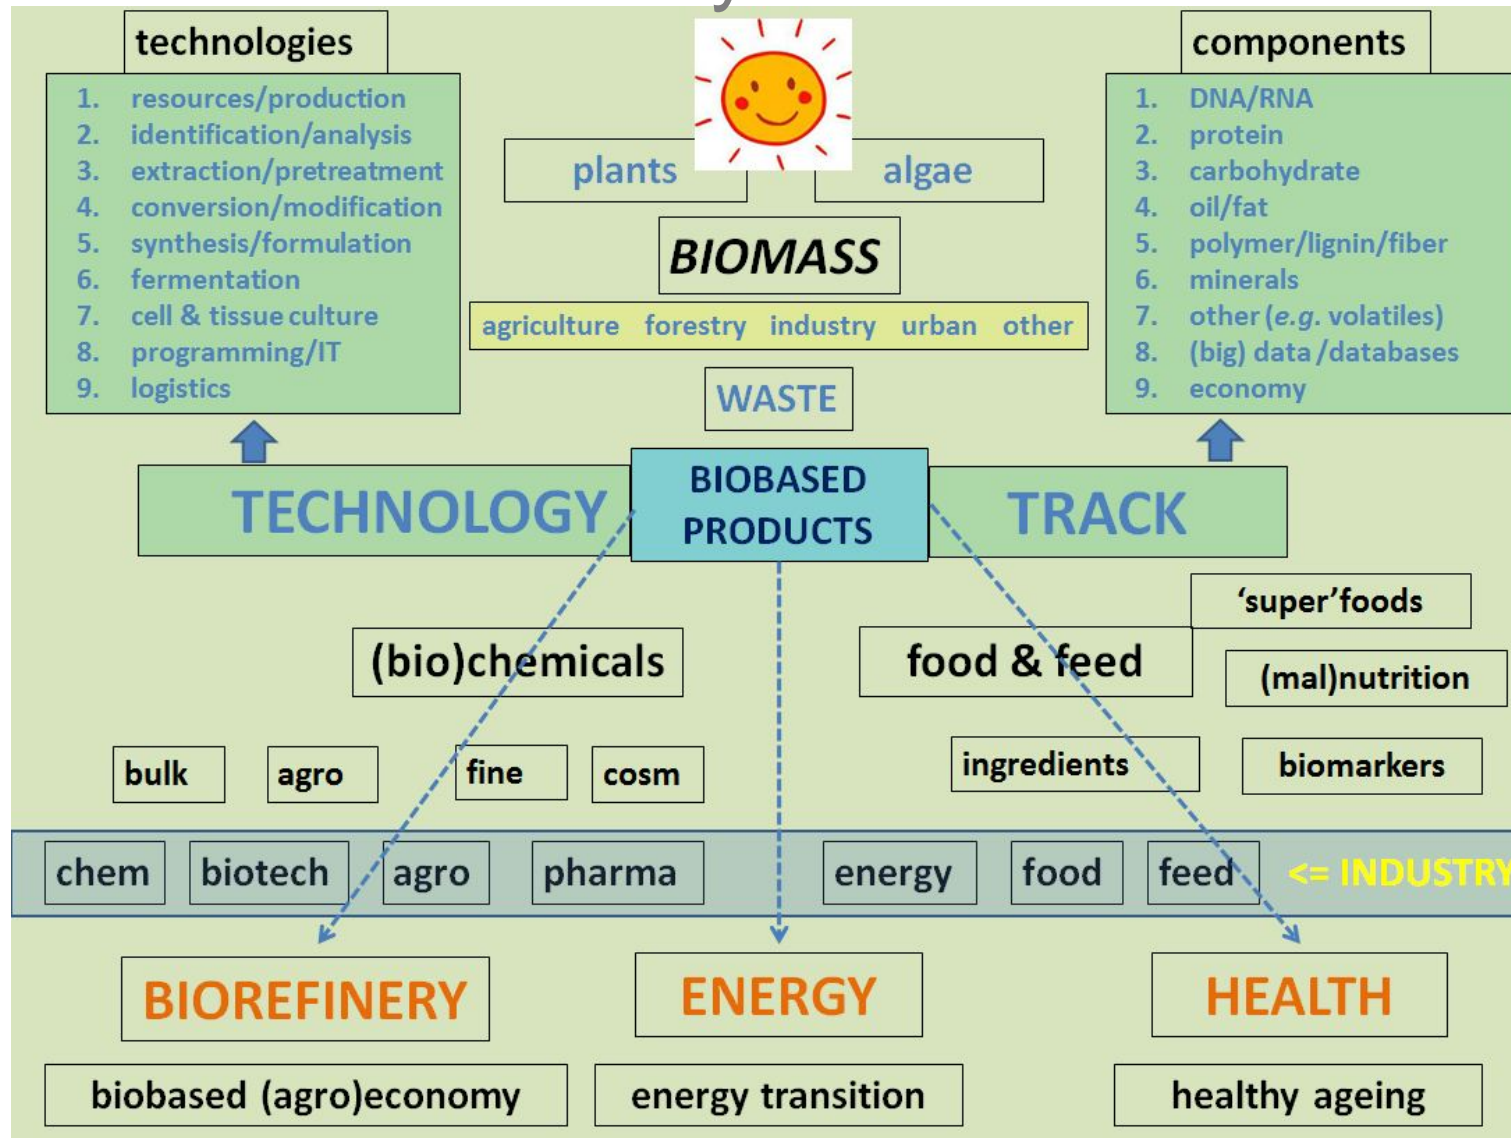 technologies
1. resources/production
2. identification/analysis
3. extraction/pretreatment
4. conversion/modification
5. synthesis/formulation
6. fermentation
7. cell & tissue culture
8. programming/IT
9. logistics
plants
algae
BIOMASS
agriculture forestry industry urban other
WASTE
components
1. DNA/RNA
2. protein
3. carbohydrate
4. oil/fat
5. polymer/lignin/fiber
6. minerals
7. other (e.g. volatiles)
8. (big) data/databases
9. economy
TECHNOLOGY
BIOBASED
PRODUCTS
TRACK
(bio)chemicals
food & feed
'super'foods
(mal)nutrition
bulk
agro
fine
cosm
ingredients
biomarkers
chem
biotech
agro
pharma
energy
food
feed
<= INDUSTRY
BIOREFINERY
ENERGY
HEALTH
biobased (agro)economy
energy transition
healthy ageing